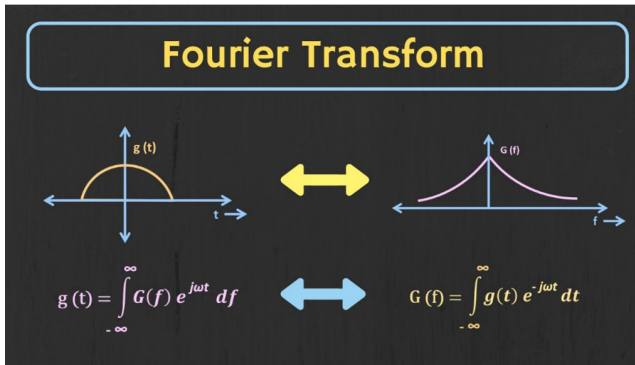 Fourier Transform
g (t)
G (f)
t
f
g (t) = ∫_{-∞}^{∞} G(f) e^{jωt} df
G (f) = ∫_{-∞}^{∞} g(t) e^{-jωt} dt